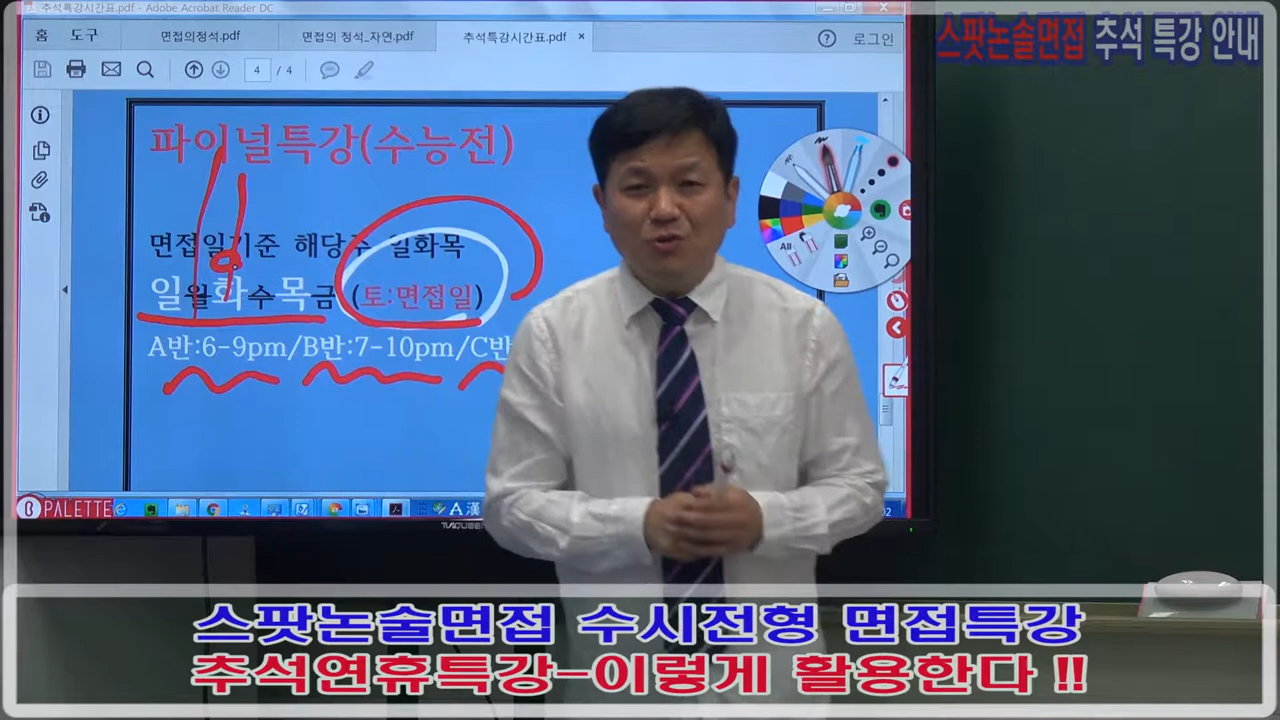 추석특강시간표.pdf - Adobe Acrobat Reader DC
스팟논술면접 추석 특강 안내
홈 도구 면접의정석.pdf 면접의 정석_자연.pdf 추석특강시간표.pdf × ? 로그인
4 / 4
파이널특강(수능전)
면접일기준 해당주 일화목
일월화수목금 (토:면접일)
A반:6-9pm/B반:7-10pm/C반
All
PALETTE
A 漢
스팟논술면접 수시전형 면접특강
추석연휴특강-이렇게 활용한다 !!